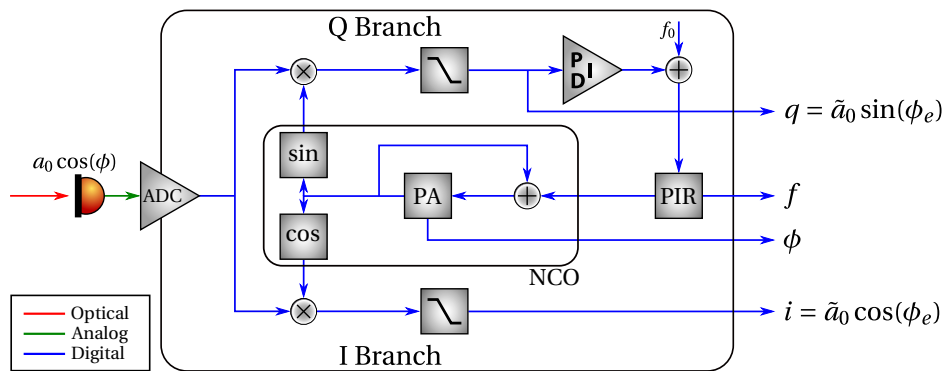 Q Branch
f₀
P I D
q = ã₀ sin(ϕₑ)
a₀ cos(ϕ)
ADC
sin
cos
PA
PIR
f
ϕ
NCO
i = ã₀ cos(ϕₑ)
I Branch
Optical
Analog
Digital